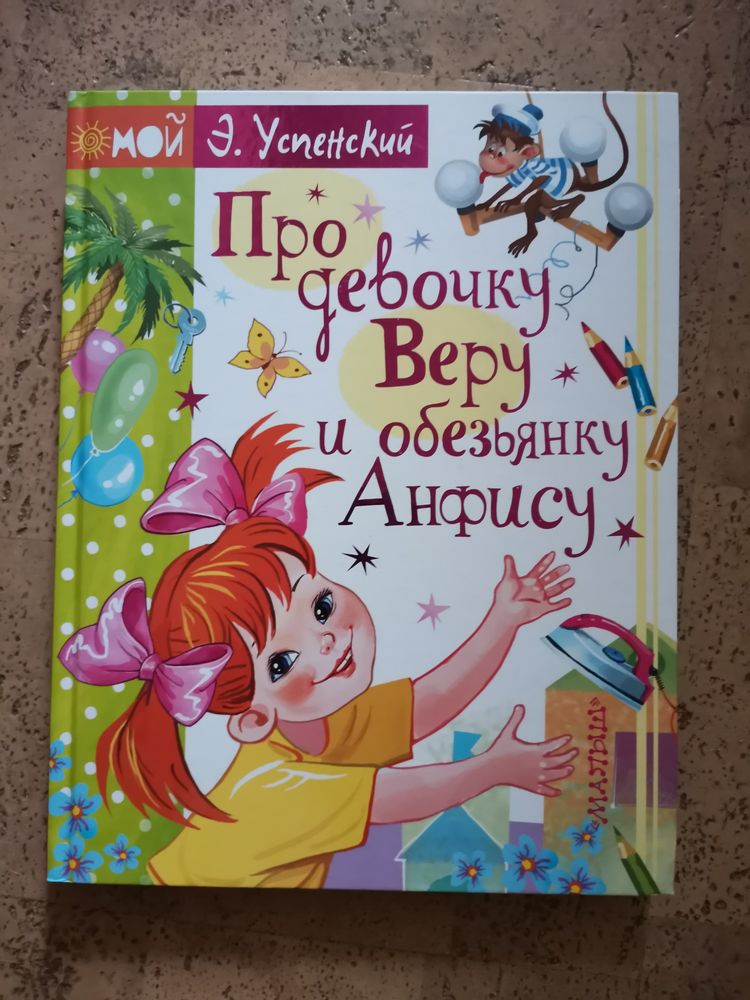 МОЙ Э. Успенский
Про
девочку
Веру
и обезьянку
Анфису
«МАЛЫШ»